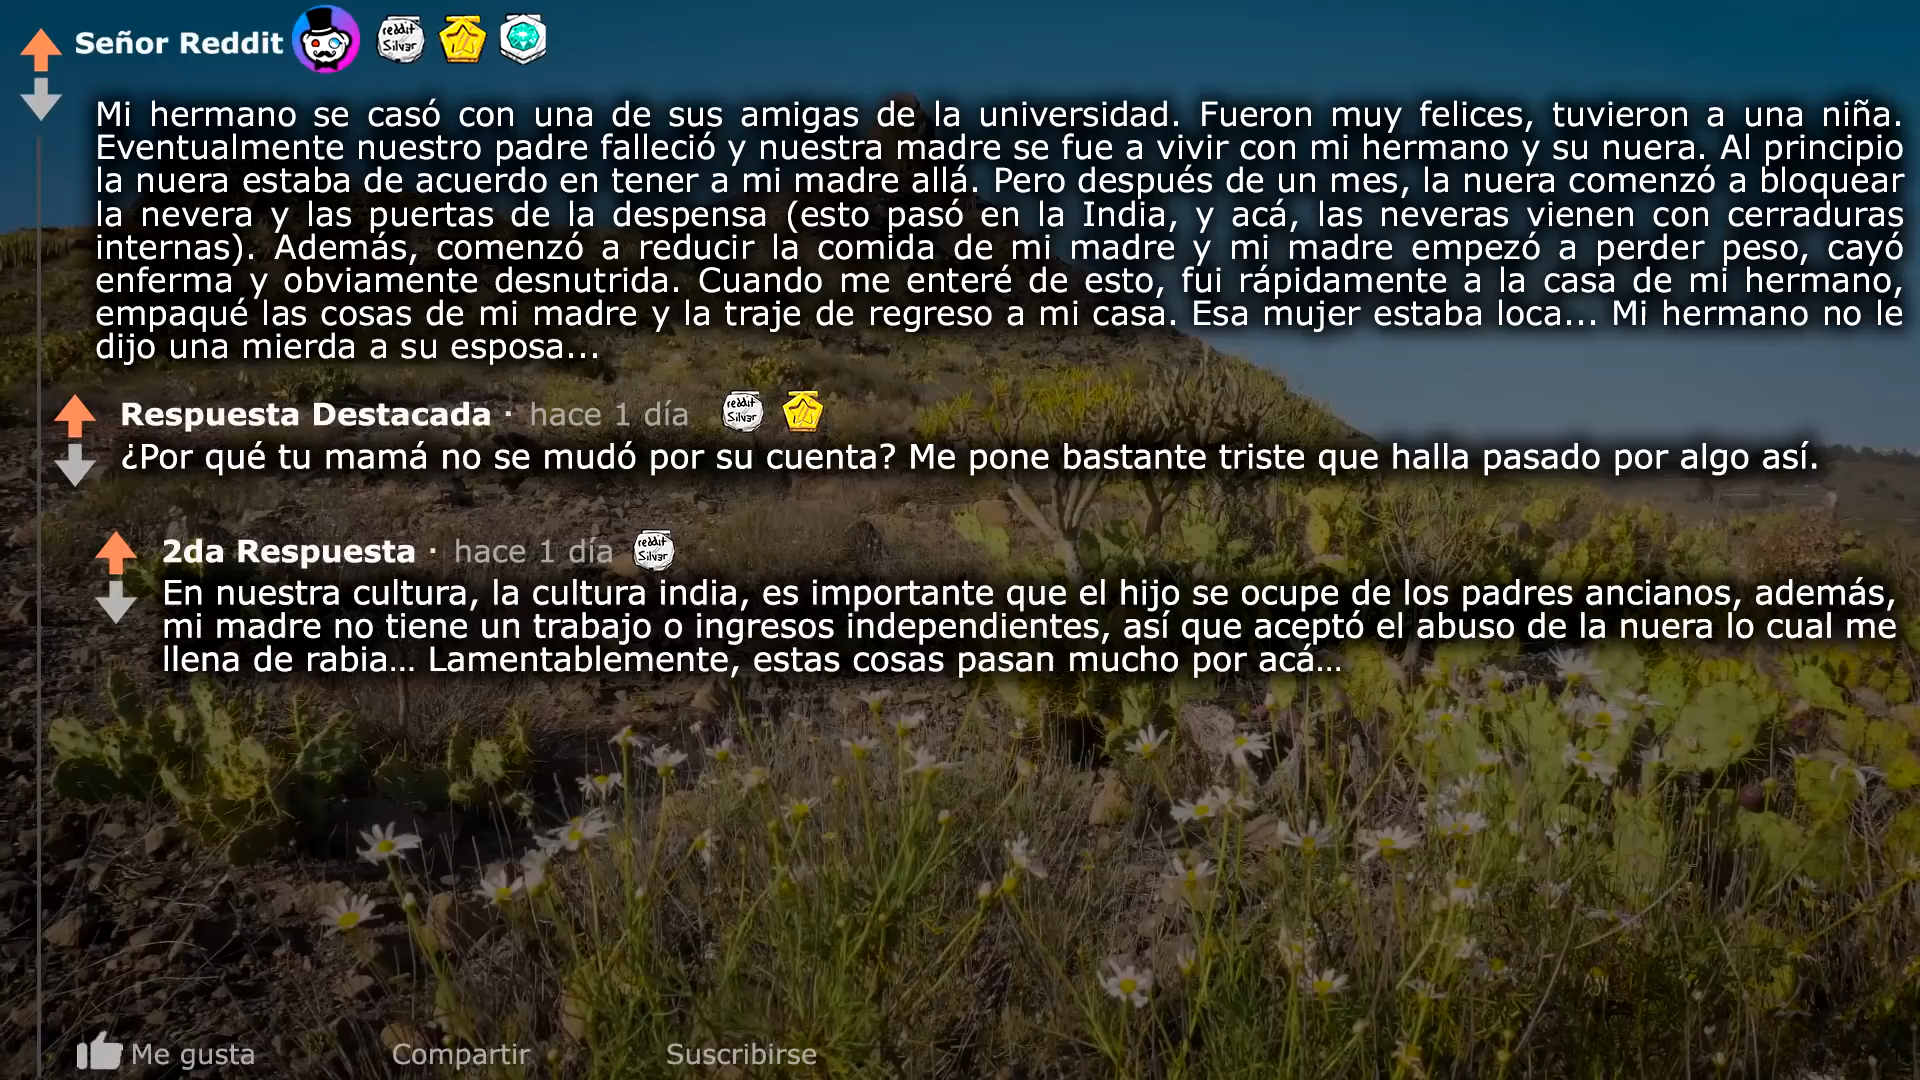 Señor Reddit
reddit
Silver
Mi hermano se casó con una de sus amigas de la universidad. Fueron muy felices, tuvieron a una niña.
Eventualmente nuestro padre falleció y nuestra madre se fue a vivir con mi hermano y su nuera. Al principio
la nuera estaba de acuerdo en tener a mi madre allá. Pero después de un mes, la nuera comenzó a bloquear
la nevera y las puertas de la despensa (esto pasó en la India, y acá, las neveras vienen con cerraduras
internas). Además, comenzó a reducir la comida de mi madre y mi madre empezó a perder peso, cayó
enferma y obviamente desnutrida. Cuando me enteré de esto, fui rápidamente a la casa de mi hermano,
empaqué las cosas de mi madre y la traje de regreso a mi casa. Esa mujer estaba loca... Mi hermano no le
dijo una mierda a su esposa...
Respuesta Destacada · hace 1 día
reddit
Silver
¿Por qué tu mamá no se mudó por su cuenta? Me pone bastante triste que halla pasado por algo así.
2da Respuesta · hace 1 día
reddit
Silver
En nuestra cultura, la cultura india, es importante que el hijo se ocupe de los padres ancianos, además,
mi madre no tiene un trabajo o ingresos independientes, así que aceptó el abuso de la nuera lo cual me
llena de rabia... Lamentablemente, estas cosas pasan mucho por acá...
Me gusta Compartir Suscribirse